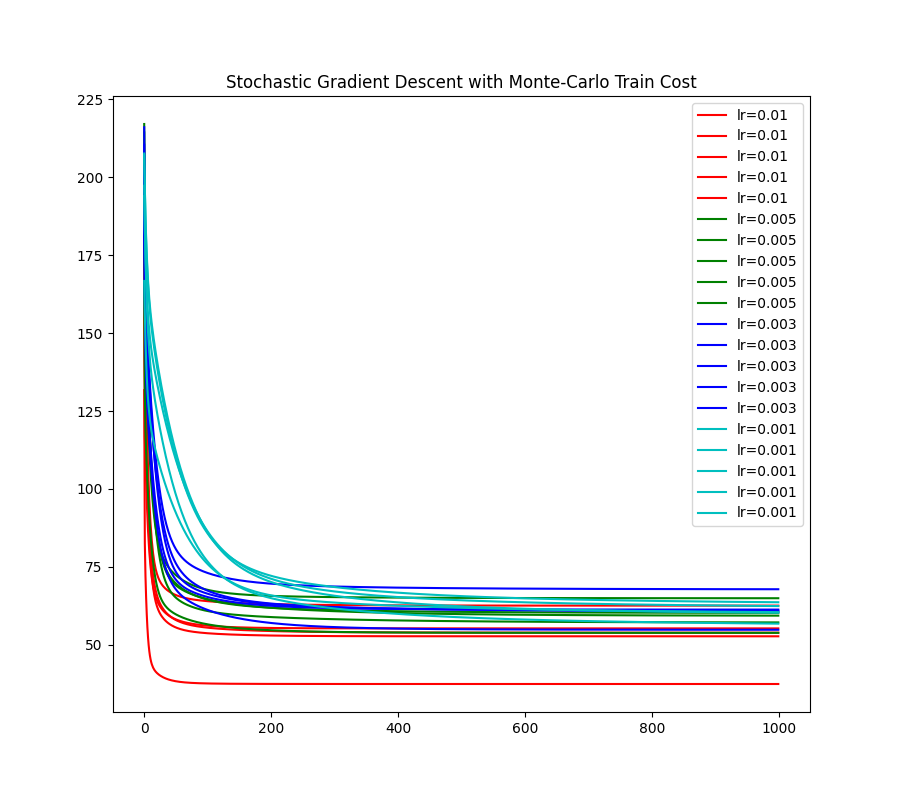 Stochastic Gradient Descent with Monte-Carlo Train Cost
225
200
175
150
125
100
75
50
0 200 400 600 800 1000
lr=0.01
lr=0.01
lr=0.01
lr=0.01
lr=0.01
lr=0.005
lr=0.005
lr=0.005
lr=0.005
lr=0.005
lr=0.003
lr=0.003
lr=0.003
lr=0.003
lr=0.003
lr=0.001
lr=0.001
lr=0.001
lr=0.001
lr=0.001